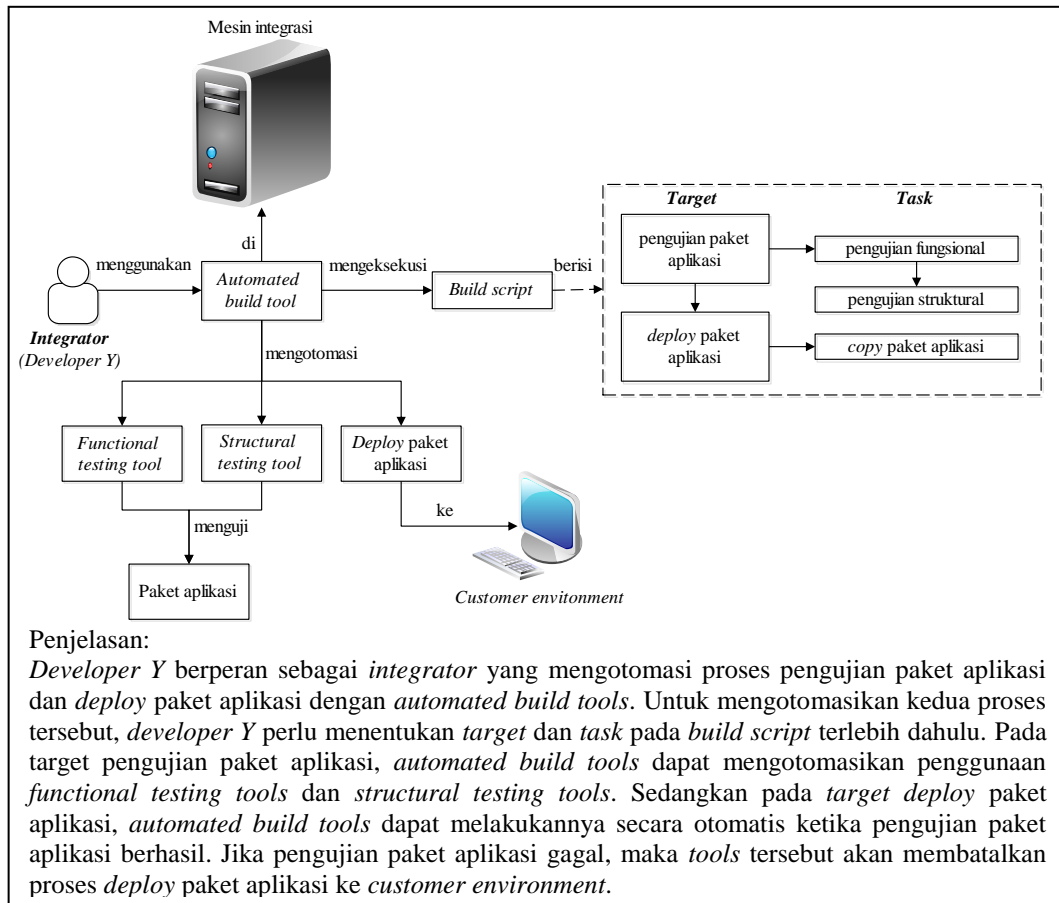 Mesin integrasi
Target
Task
pengujian paket
aplikasi
pengujian fungsional
pengujian struktural
deploy paket
aplikasi
copy paket aplikasi
di
menggunakan
Automated
build tool
mengeksekusi
Build script
berisi
Integrator
(Developer Y)
mengotomasi
Functional
testing tool
Structural
testing tool
Deploy paket
aplikasi
menguji
ke
Paket aplikasi
Customer envitonment
Penjelasan:
Developer Y berperan sebagai integrator yang mengotomasi proses pengujian paket aplikasi
dan deploy paket aplikasi dengan automated build tools. Untuk mengotomasikan kedua proses
tersebut, developer Y perlu menentukan target dan task pada build script terlebih dahulu. Pada
target pengujian paket aplikasi, automated build tools dapat mengotomasikan penggunaan
functional testing tools dan structural testing tools. Sedangkan pada target deploy paket
aplikasi, automated build tools dapat melakukannya secara otomatis ketika pengujian paket
aplikasi berhasil. Jika pengujian paket aplikasi gagal, maka tools tersebut akan membatalkan
proses deploy paket aplikasi ke customer environment.